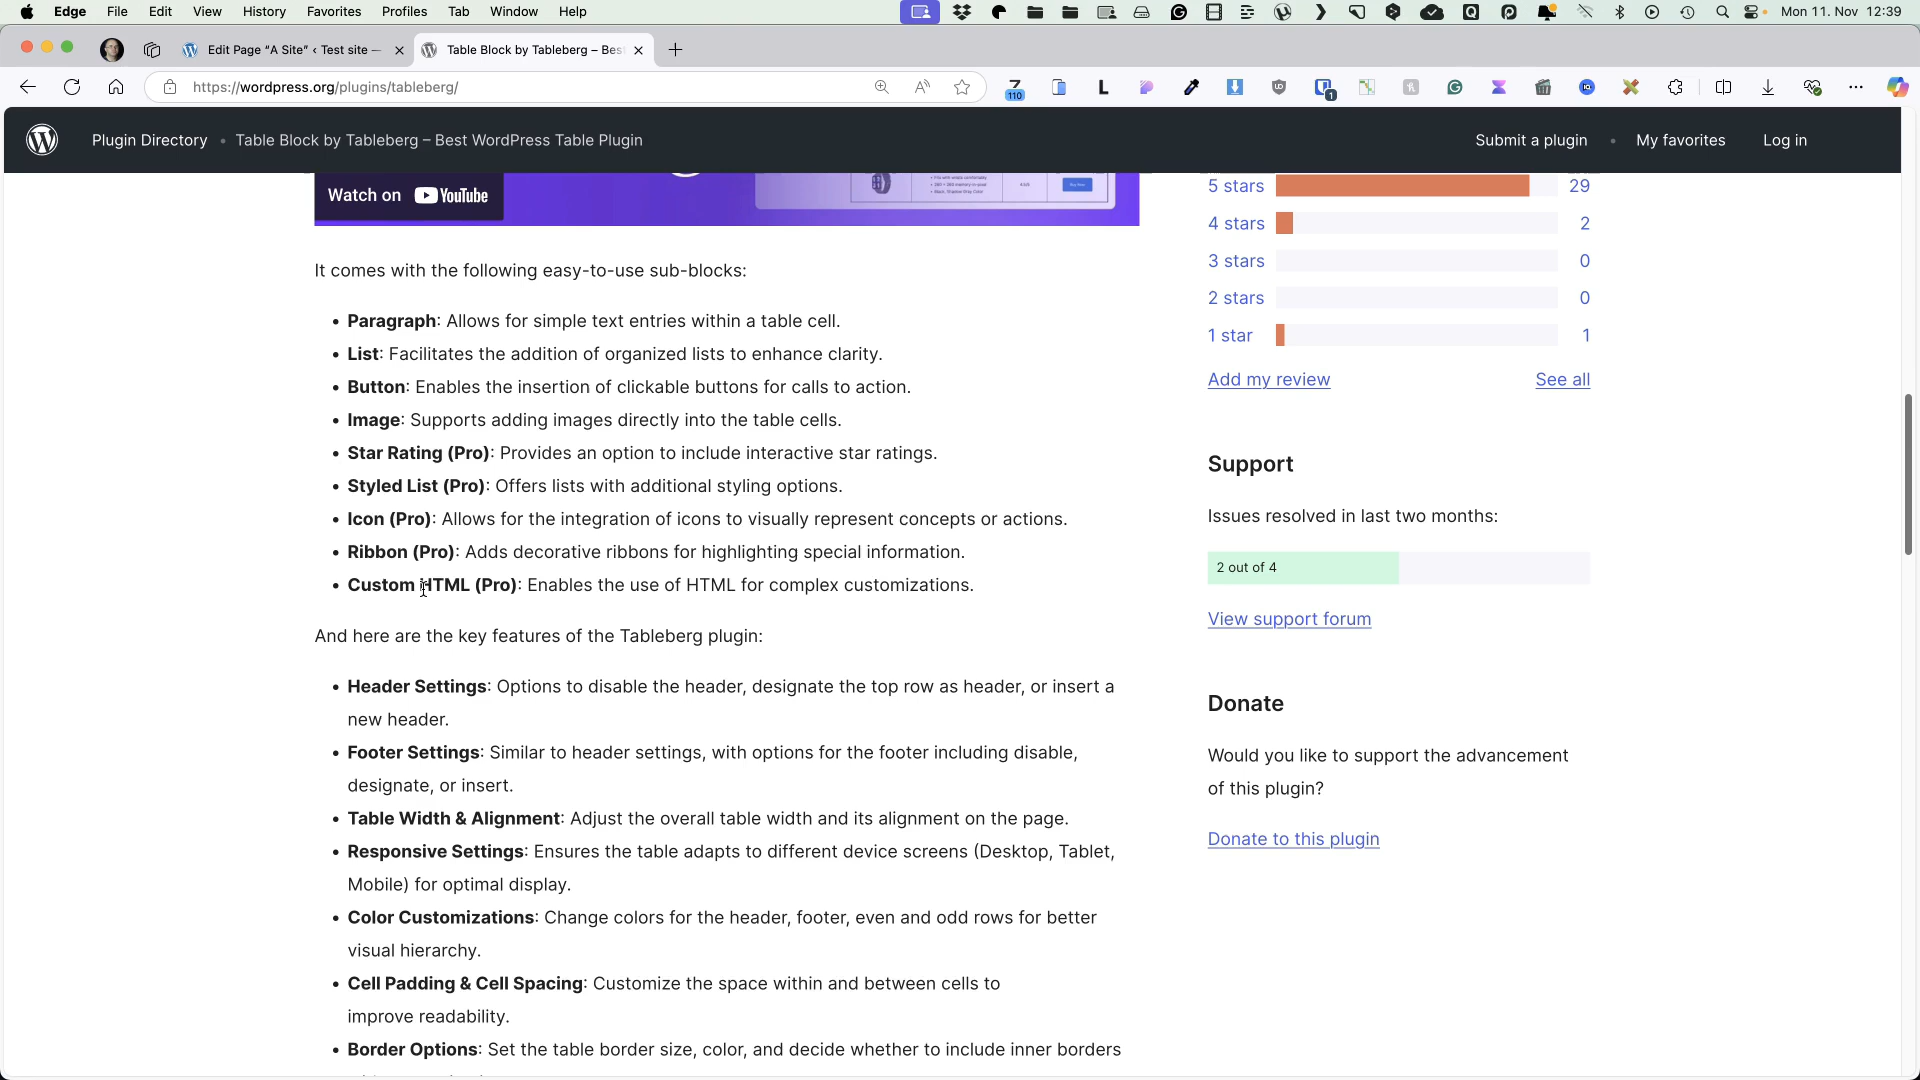 Edge File Edit View History Favorites Profiles Tab Window Help
Mon 11. Nov 12:39
Edit Page “A Site” ‹ Test site —
Table Block by Tableberg – Bes
https://wordpress.org/plugins/tableberg/
110
1
Plugin Directory • Table Block by Tableberg – Best WordPress Table Plugin
Submit a plugin • My favorites Log in
Watch on YouTube
It comes with the following easy-to-use sub-blocks:
• Paragraph: Allows for simple text entries within a table cell.
• List: Facilitates the addition of organized lists to enhance clarity.
• Button: Enables the insertion of clickable buttons for calls to action.
• Image: Supports adding images directly into the table cells.
• Star Rating (Pro): Provides an option to include interactive star ratings.
• Styled List (Pro): Offers lists with additional styling options.
• Icon (Pro): Allows for the integration of icons to visually represent concepts or actions.
• Ribbon (Pro): Adds decorative ribbons for highlighting special information.
• Custom HTML (Pro): Enables the use of HTML for complex customizations.
And here are the key features of the Tableberg plugin:
• Header Settings: Options to disable the header, designate the top row as header, or insert a
new header.
• Footer Settings: Similar to header settings, with options for the footer including disable,
designate, or insert.
• Table Width & Alignment: Adjust the overall table width and its alignment on the page.
• Responsive Settings: Ensures the table adapts to different device screens (Desktop, Tablet,
Mobile) for optimal display.
• Color Customizations: Change colors for the header, footer, even and odd rows for better
visual hierarchy.
• Cell Padding & Cell Spacing: Customize the space within and between cells to
improve readability.
• Border Options: Set the table border size, color, and decide whether to include inner borders
5 stars 29
4 stars 2
3 stars 0
2 stars 0
1 star 1
Add my review See all
Support
Issues resolved in last two months:
2 out of 4
View support forum
Donate
Would you like to support the advancement
of this plugin?
Donate to this plugin